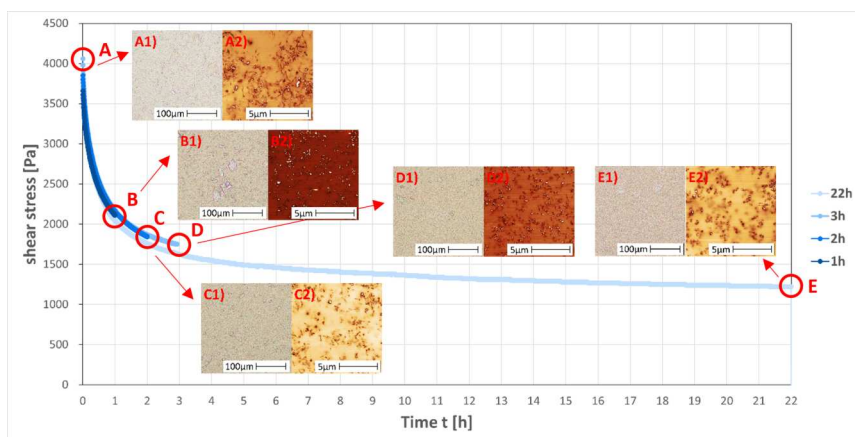 4500
4000
3500
3000
2500
2000
1500
1000
500
0
shear stress [Pa]
A
A1)
A2)
100µm
5µm
B
B1)
B2)
100µm
5µm
C
C1)
C2)
100µm
5µm
D
D1)
D2)
100µm
5µm
E1)
E2)
100µm
5µm
E
22h
3h
2h
1h
0 1 2 3 4 5 6 7 8 9 10 11 12 13 14 15 16 17 18 19 20 21 22
Time t [h]